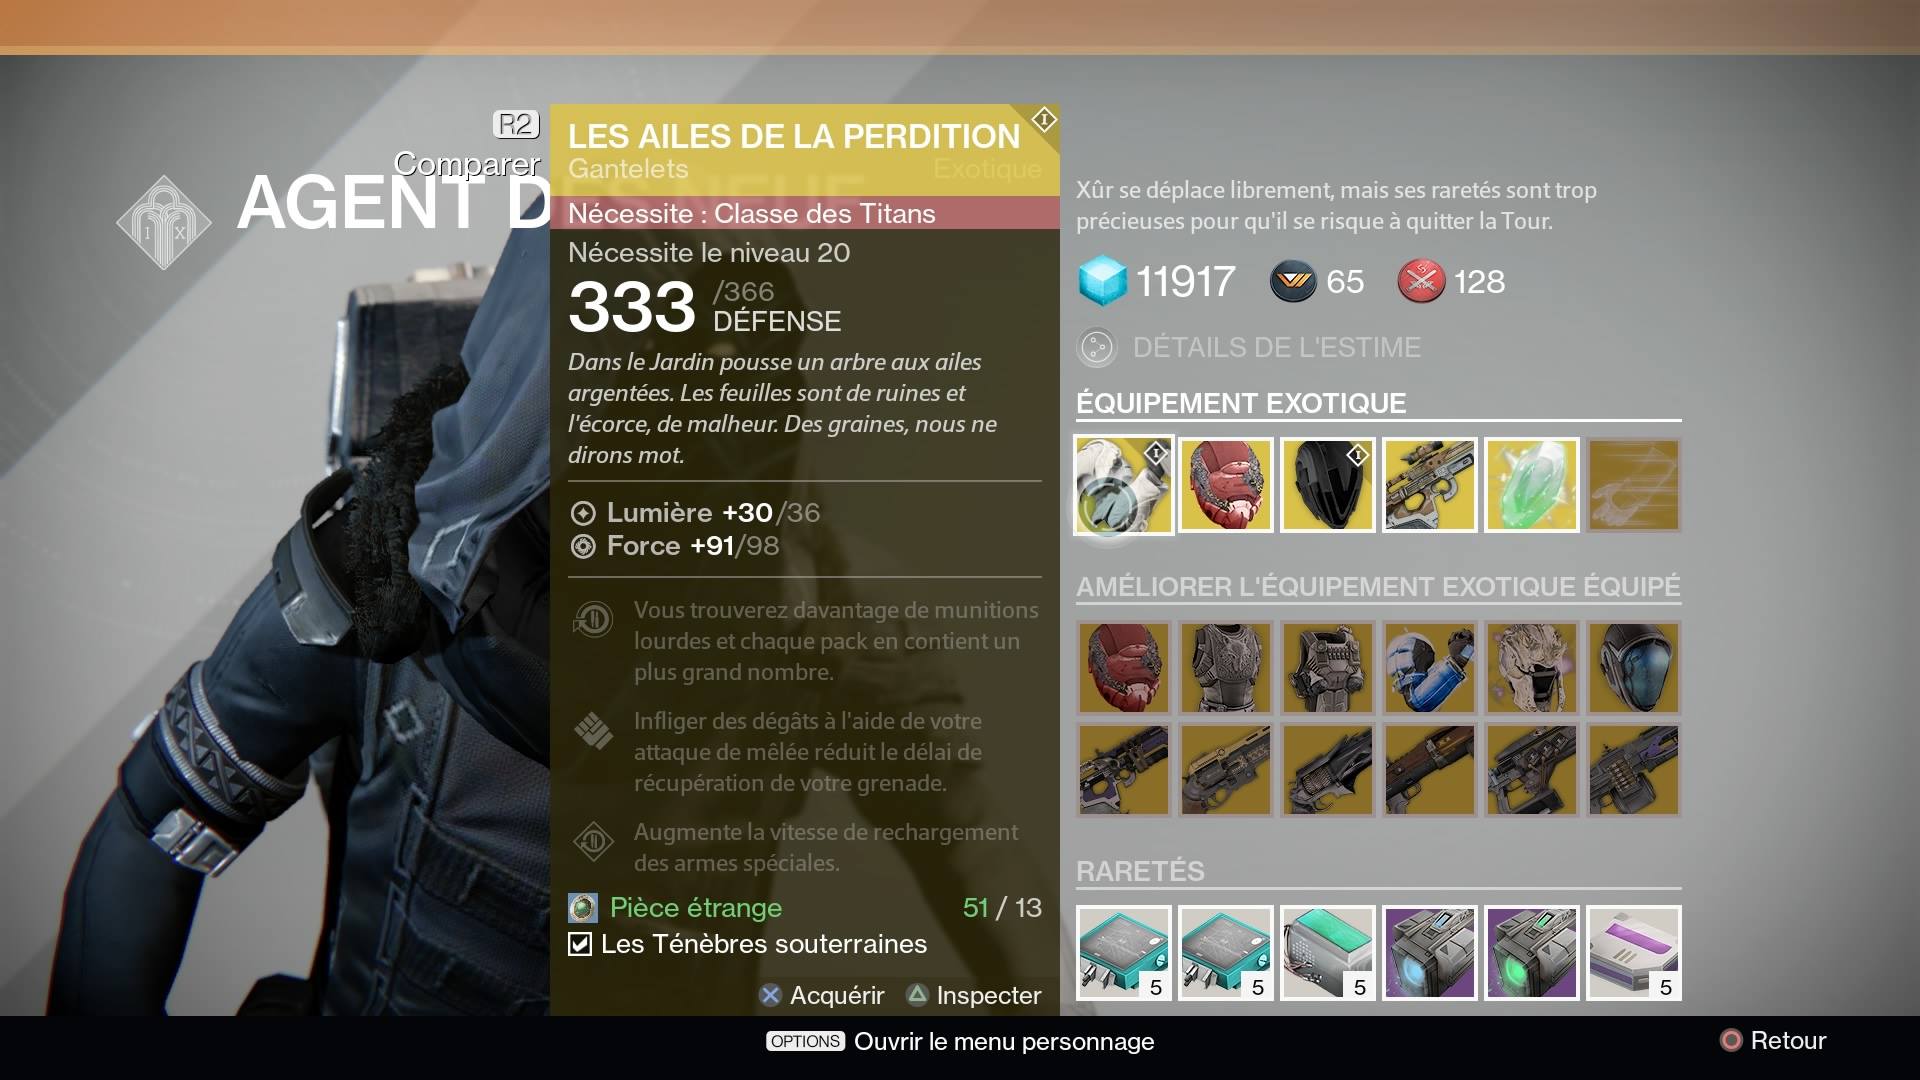 R2
Comparer
AGENT DES NEUF
I X
LES AILES DE LA PERDITION
Gantelets Exotique
Nécessite : Classe des Titans
Nécessite le niveau 20
333 /366
DÉFENSE
Dans le Jardin pousse un arbre aux ailes
argentées. Les feuilles sont de ruines et
l'écorce, de malheur. Des graines, nous ne
dirons mot.
Lumière +30/36
Force +91/98
Vous trouverez davantage de munitions
lourdes et chaque pack en contient un
plus grand nombre.
Infliger des dégâts à l'aide de votre
attaque de mêlée réduit le délai de
récupération de votre grenade.
Augmente la vitesse de rechargement
des armes spéciales.
Pièce étrange 51 / 13
Les Ténèbres souterraines
Acquérir Inspecter
Xûr se déplace librement, mais ses raretés sont trop
précieuses pour qu'il se risque à quitter la Tour.
11917 65 128
DÉTAILS DE L'ESTIME
ÉQUIPEMENT EXOTIQUE
AMÉLIORER L'ÉQUIPEMENT EXOTIQUE ÉQUIPÉ
RARETÉS
5 5 5 5
OPTIONS Ouvrir le menu personnage
Retour